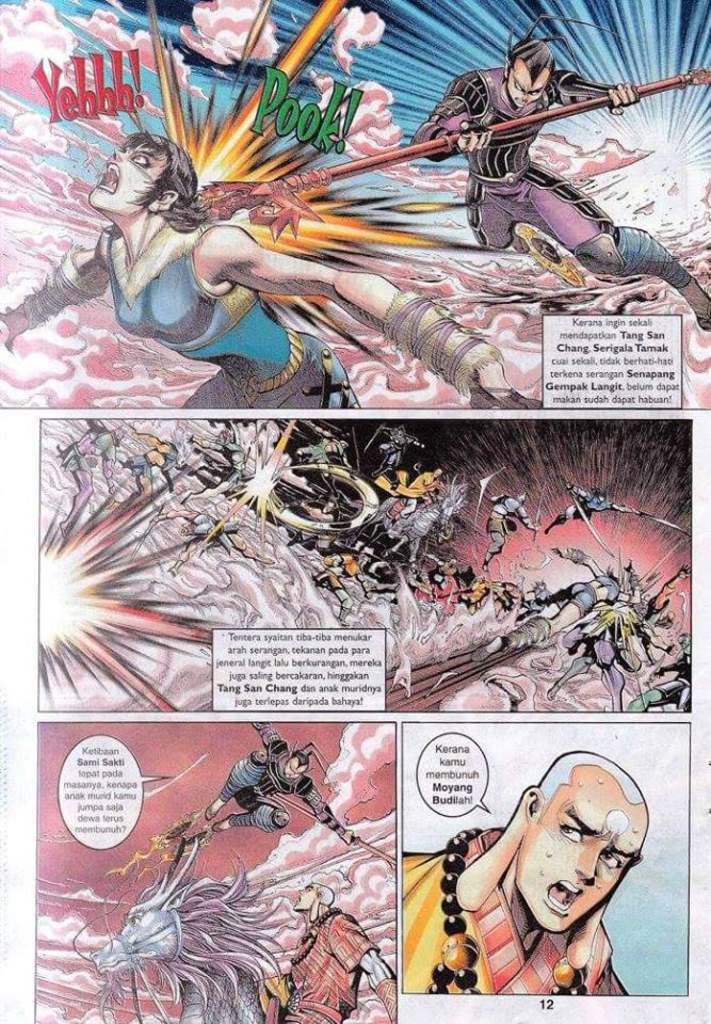 Yehhh!
Pook!
Kerana ingin sekali
mendapatkan Tang San
Chang, Serigala Tamak
cuai sekali, tidak berhati-hati
terkena serangan Senapang
Gempak Langit, belum dapat
makan sudah dapat habuan!
Tentera syaitan tiba-tiba menukar
arah serangan, tekanan pada para
jeneral langit lalu berkurangan, mereka
juga saling bercakaran, hinggakan
Tang San Chang dan anak muridnya
juga terlepas daripada bahaya!
Ketibaan
Sami Sakti
tepat pada
masanya, kenapa
anak murid kamu
jumpa saja
dewa terus
membunuh?
Kerana
kamu
membunuh
Moyang
Budilah!
12